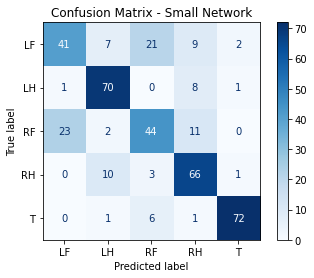 Confusion Matrix - Small Network
True label
LF 41 7 21 9 2
LH 1 70 0 8 1
RF 23 2 44 11 0
RH 0 10 3 66 1
T 0 1 6 1 72
LF LH RF RH T
Predicted label
70
60
50
40
30
20
10
0